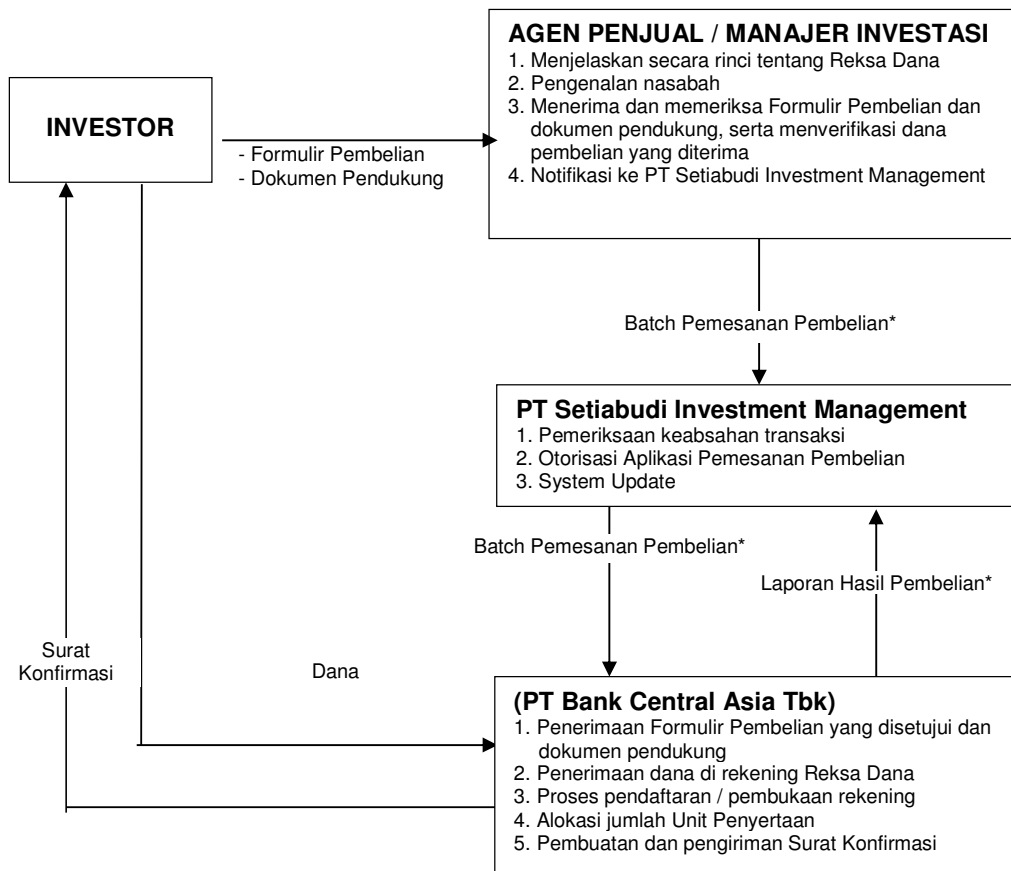 AGEN PENJUAL / MANAJER INVESTASI
1. Menjelaskan secara rinci tentang Reksa Dana
2. Pengenalan nasabah
3. Menerima dan memeriksa Formulir Pembelian dan
dokumen pendukung, serta menverifikasi dana
pembelian yang diterima
4. Notifikasi ke PT Setiabudi Investment Management
INVESTOR
- Formulir Pembelian
- Dokumen Pendukung
Batch Pemesanan Pembelian*
PT Setiabudi Investment Management
1. Pemeriksaan keabsahan transaksi
2. Otorisasi Aplikasi Pemesanan Pembelian
3. System Update
Batch Pemesanan Pembelian*
Laporan Hasil Pembelian*
Surat
Konfirmasi
Dana
(PT Bank Central Asia Tbk)
1. Penerimaan Formulir Pembelian yang disetujui dan
dokumen pendukung
2. Penerimaan dana di rekening Reksa Dana
3. Proses pendaftaran / pembukaan rekening
4. Alokasi jumlah Unit Penyertaan
5. Pembuatan dan pengiriman Surat Konfirmasi